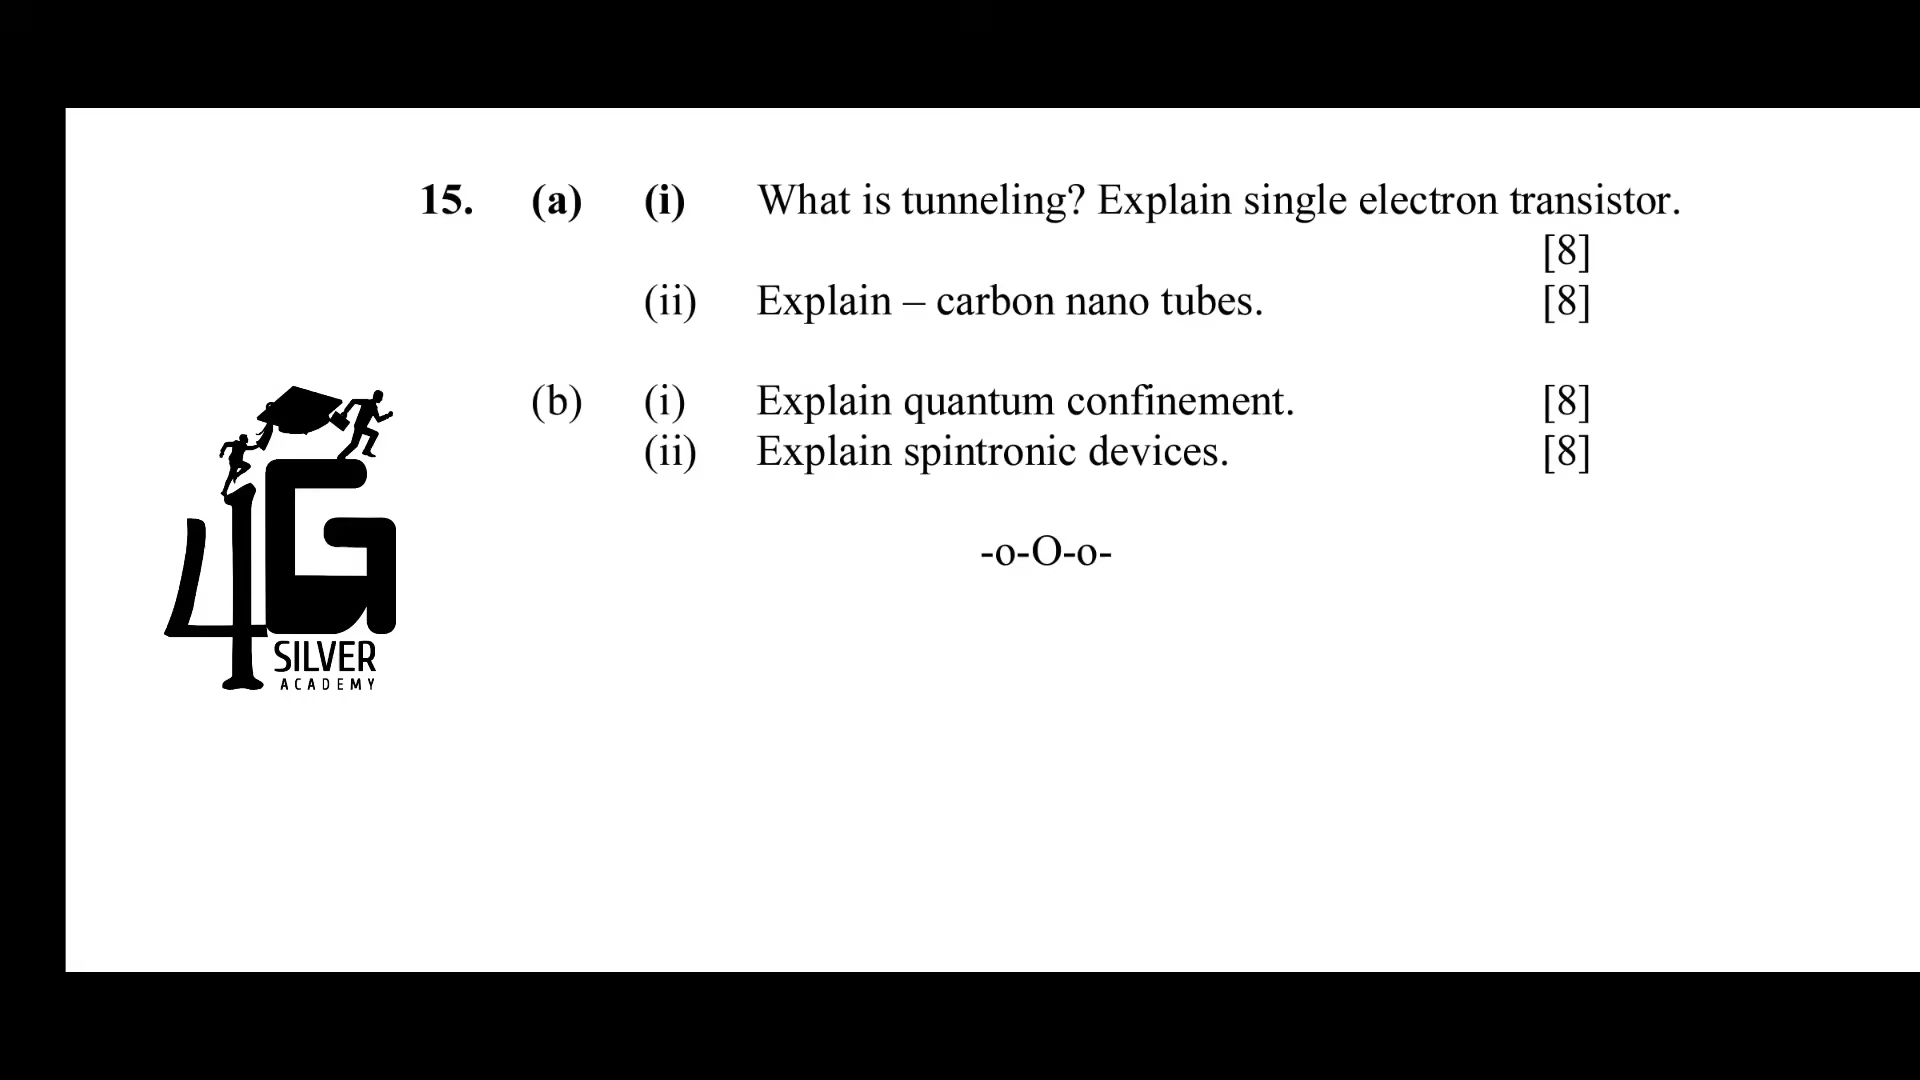 15. (a) (i) What is tunneling? Explain single electron transistor.
[8]
(ii) Explain – carbon nano tubes. [8]
(b) (i) Explain quantum confinement. [8]
(ii) Explain spintronic devices. [8]
-o-O-o-
4G
SILVER
ACADEMY